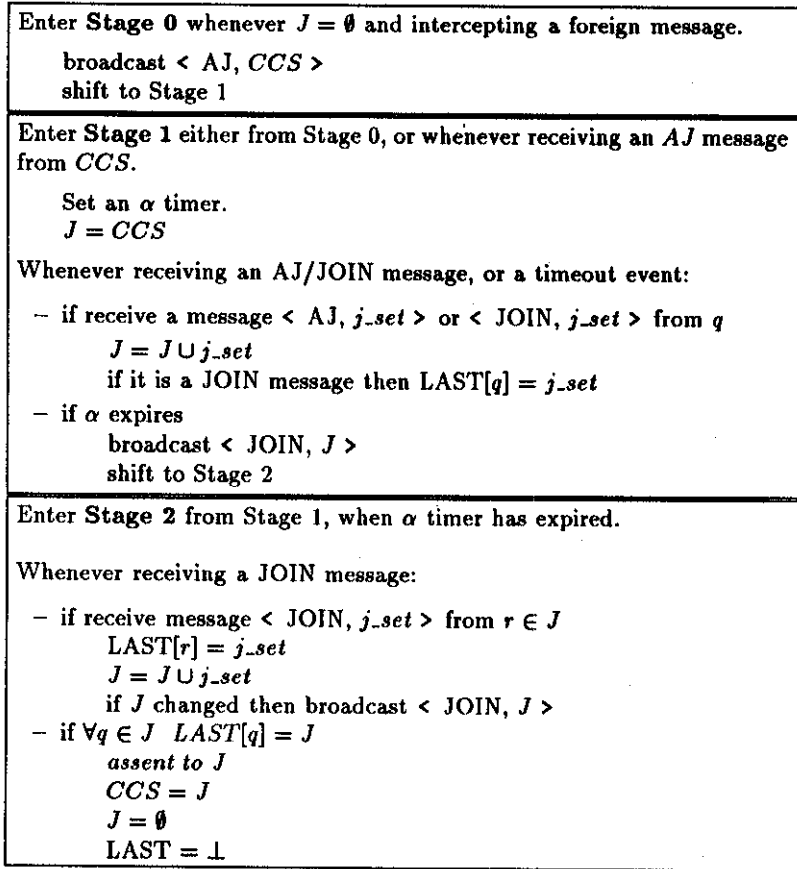 Enter Stage 0 whenever J = ∅ and intercepting a foreign message.
broadcast < AJ, CCS >
shift to Stage 1
Enter Stage 1 either from Stage 0, or whenever receiving an AJ message
from CCS.
Set an α timer.
J = CCS
Whenever receiving an AJ/JOIN message, or a timeout event:
– if receive a message < AJ, j_set > or < JOIN, j_set > from q
J = J ∪ j_set
if it is a JOIN message then LAST[q] = j_set
– if α expires
broadcast < JOIN, J >
shift to Stage 2
Enter Stage 2 from Stage 1, when α timer has expired.
Whenever receiving a JOIN message:
– if receive message < JOIN, j_set > from r ∈ J
LAST[r] = j_set
J = J ∪ j_set
if J changed then broadcast < JOIN, J >
– if ∀q ∈ J LAST[q] = J
assent to J
CCS = J
J = ∅
LAST = ⊥